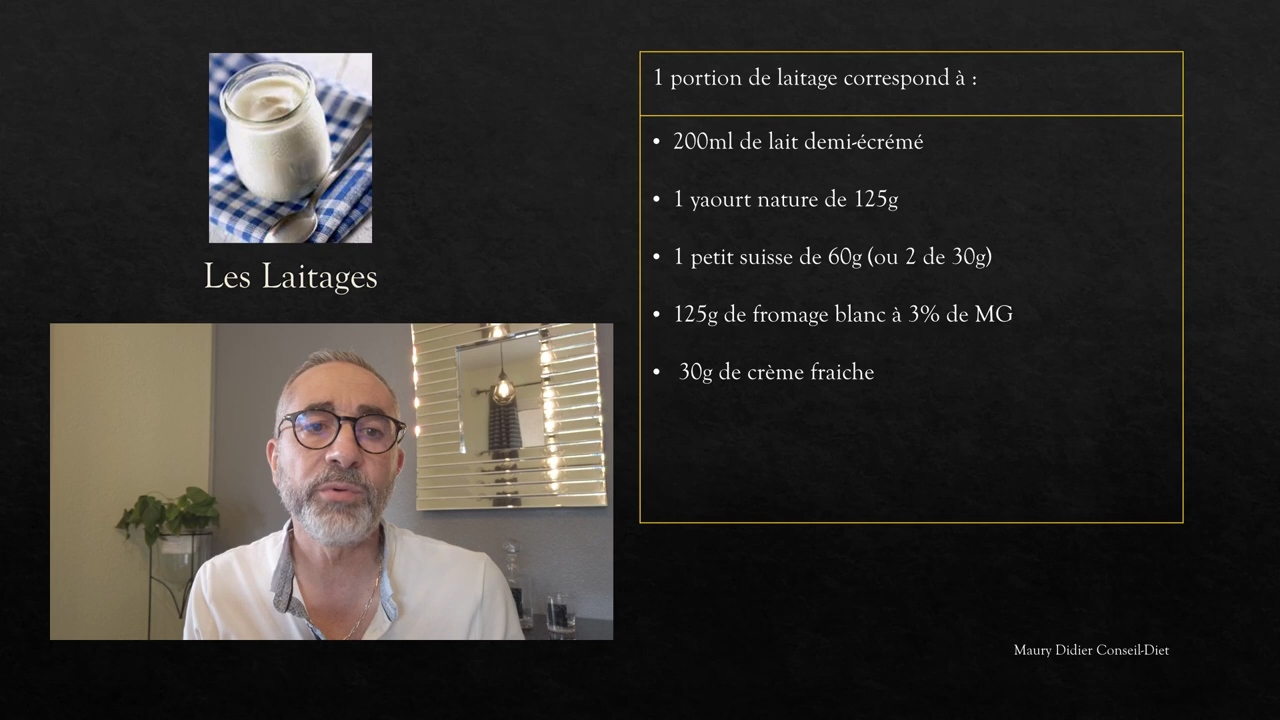 Les Laitages
1 portion de laitage correspond à :
• 200ml de lait demi-écrémé
• 1 yaourt nature de 125g
• 1 petit suisse de 60g (ou 2 de 30g)
• 125g de fromage blanc à 3% de MG
• 30g de crème fraiche
Maury Didier Conseil-Diet